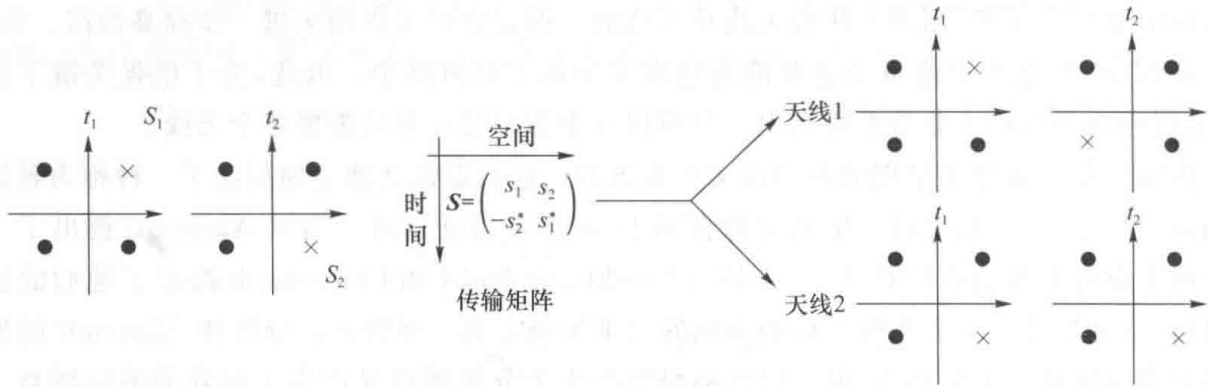 t₁ S₁
t₂
S₂
空间
时间
S=(s₁ s₂
-s₂* s₁*)
传输矩阵
天线1
t₁
t₂
天线2
t₁
t₂